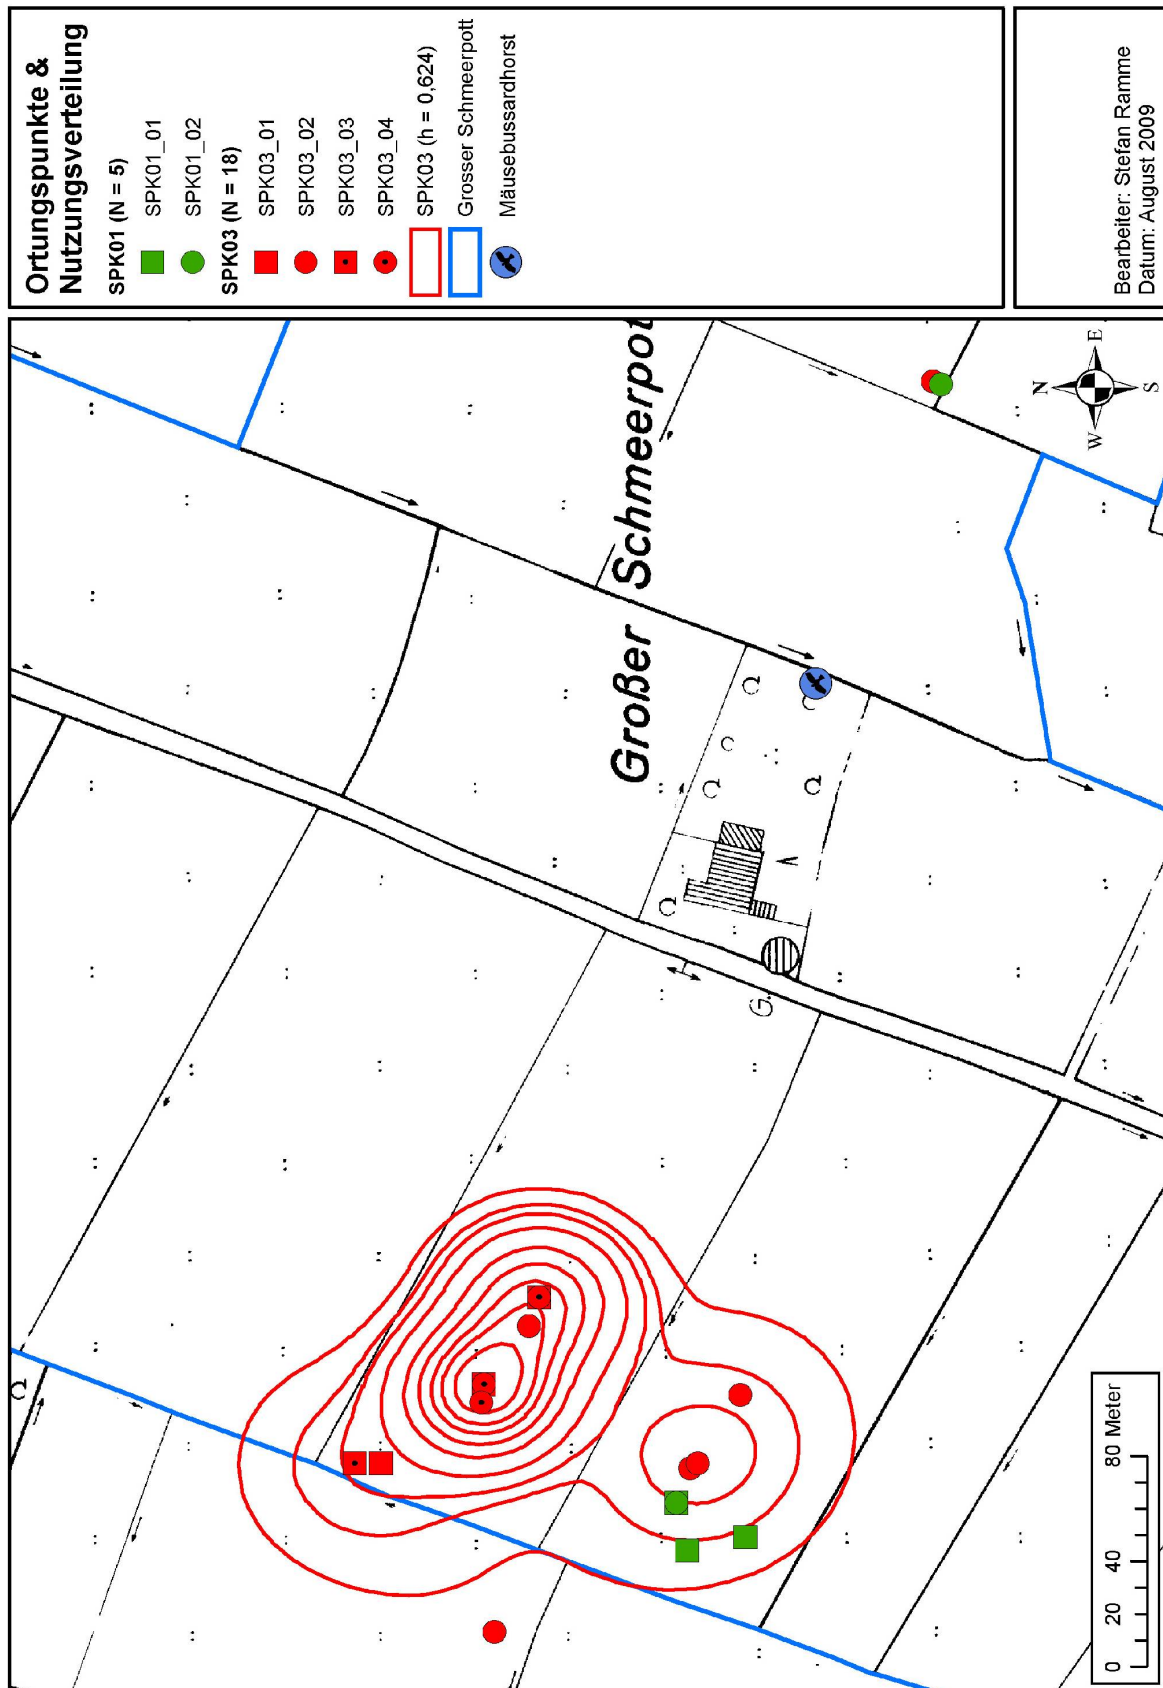 Ortungspunkte &
Nutzungsverteilung
SPK01 (N = 5)
SPK01_01
SPK01_02
SPK03 (N = 18)
SPK03_01
SPK03_02
SPK03_03
SPK03_04
SPK03 (h = 0,624)
Grosser Schmeerpott
Mäusebussardhorst
Bearbeiter: Stefan Ramme
Datum: August 2009
Großer Schmeerpott
G.
N
W
E
S
0 20 40 80 Meter